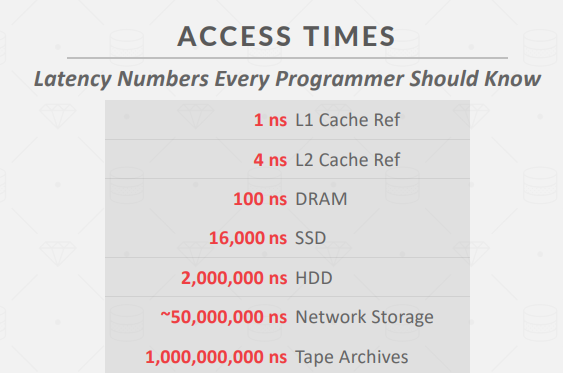 ACCESS TIMES
Latency Numbers Every Programmer Should Know
1 ns L1 Cache Ref
4 ns L2 Cache Ref
100 ns DRAM
16,000 ns SSD
2,000,000 ns HDD
~50,000,000 ns Network Storage
1,000,000,000 ns Tape Archives